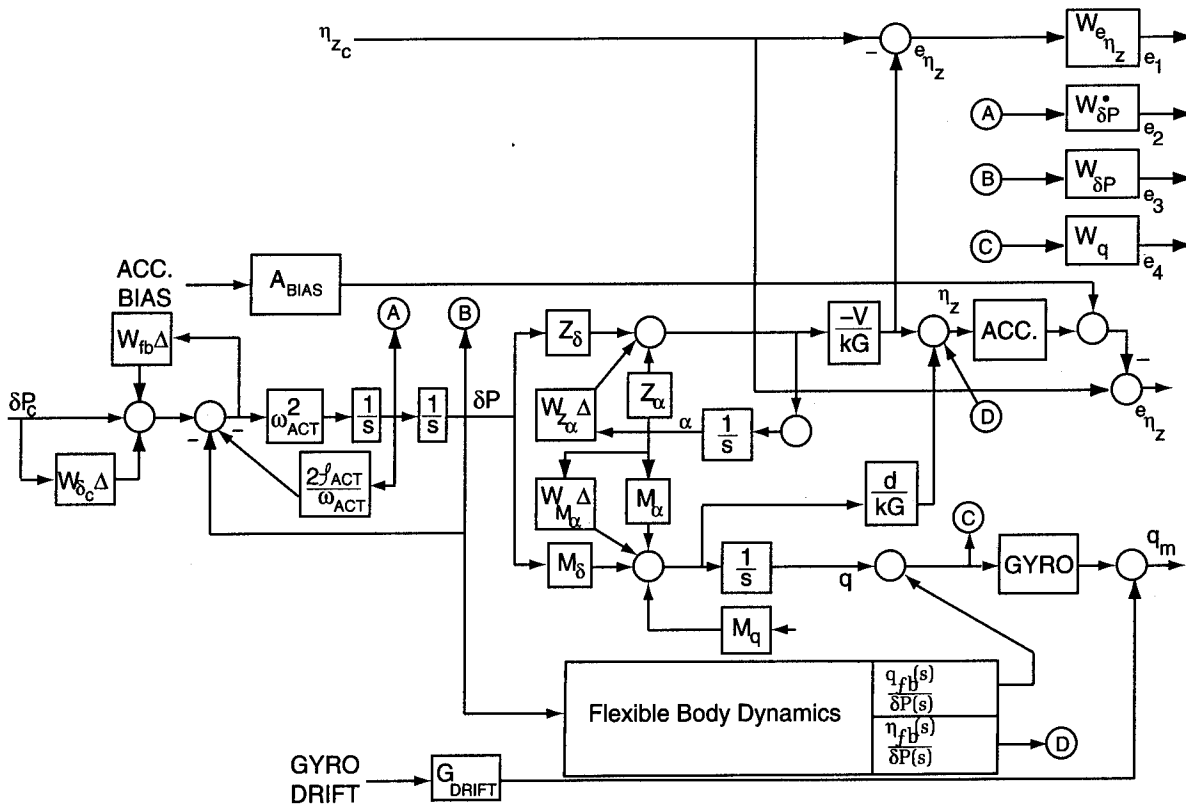 η_zc
−
e_ηz
W_eηz
e_1
A
W_δṖ
e_2
B
W_δP
e_3
C
W_q
e_4
ACC.
BIAS
A_BIAS
A
B
η_z
W_fb Δ
Z_δ
−V
kG
ACC.
−
δP_c
−
−
ω²_ACT
1
s
1
s
δP
Z_α
W_Zα Δ
α
1
s
D
e_ηz
W_δc Δ
2ζ_ACT
ω_ACT
W_Mα Δ
M_α
d
kG
C
q_m
M_δ
1
s
q
GYRO
M_q
Flexible Body Dynamics
q_fb(s)
δP(s)
η_fb(s)
δP(s)
D
GYRO
DRIFT
G_DRIFT